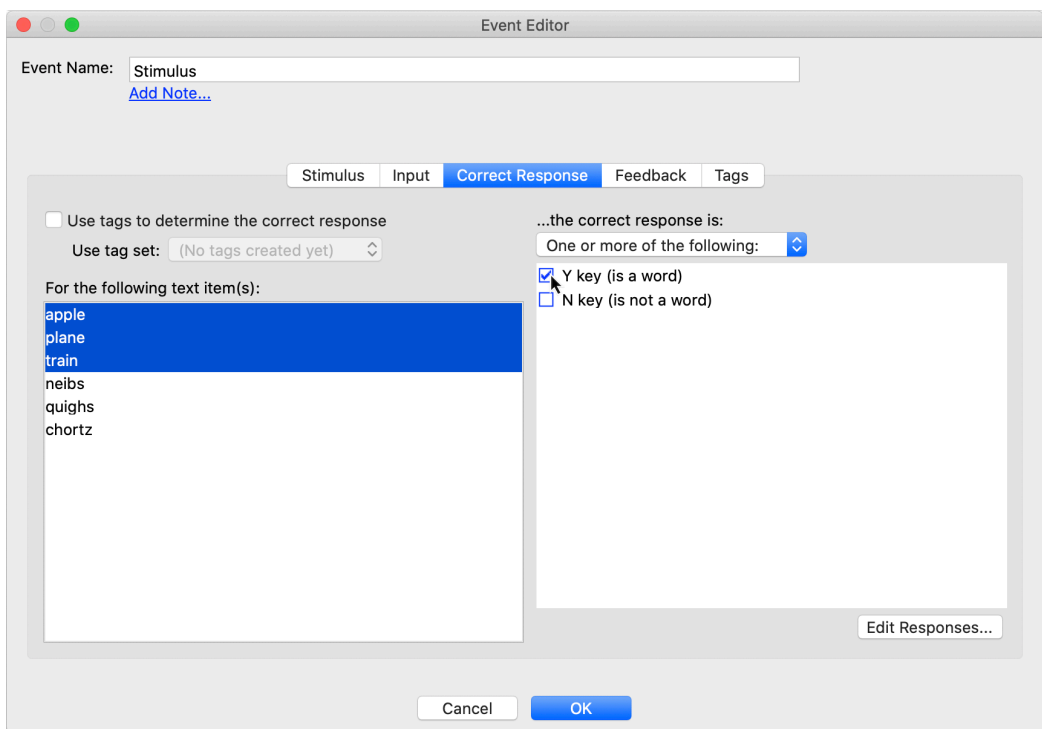 Event Editor
Event Name: Stimulus
Add Note...
Stimulus Input Correct Response Feedback Tags
Use tags to determine the correct response
Use tag set: (No tags created yet)
For the following text item(s):
apple
plane
train
neibs
quighs
chortz
...the correct response is:
One or more of the following:
Y key (is a word)
N key (is not a word)
Edit Responses...
Cancel OK